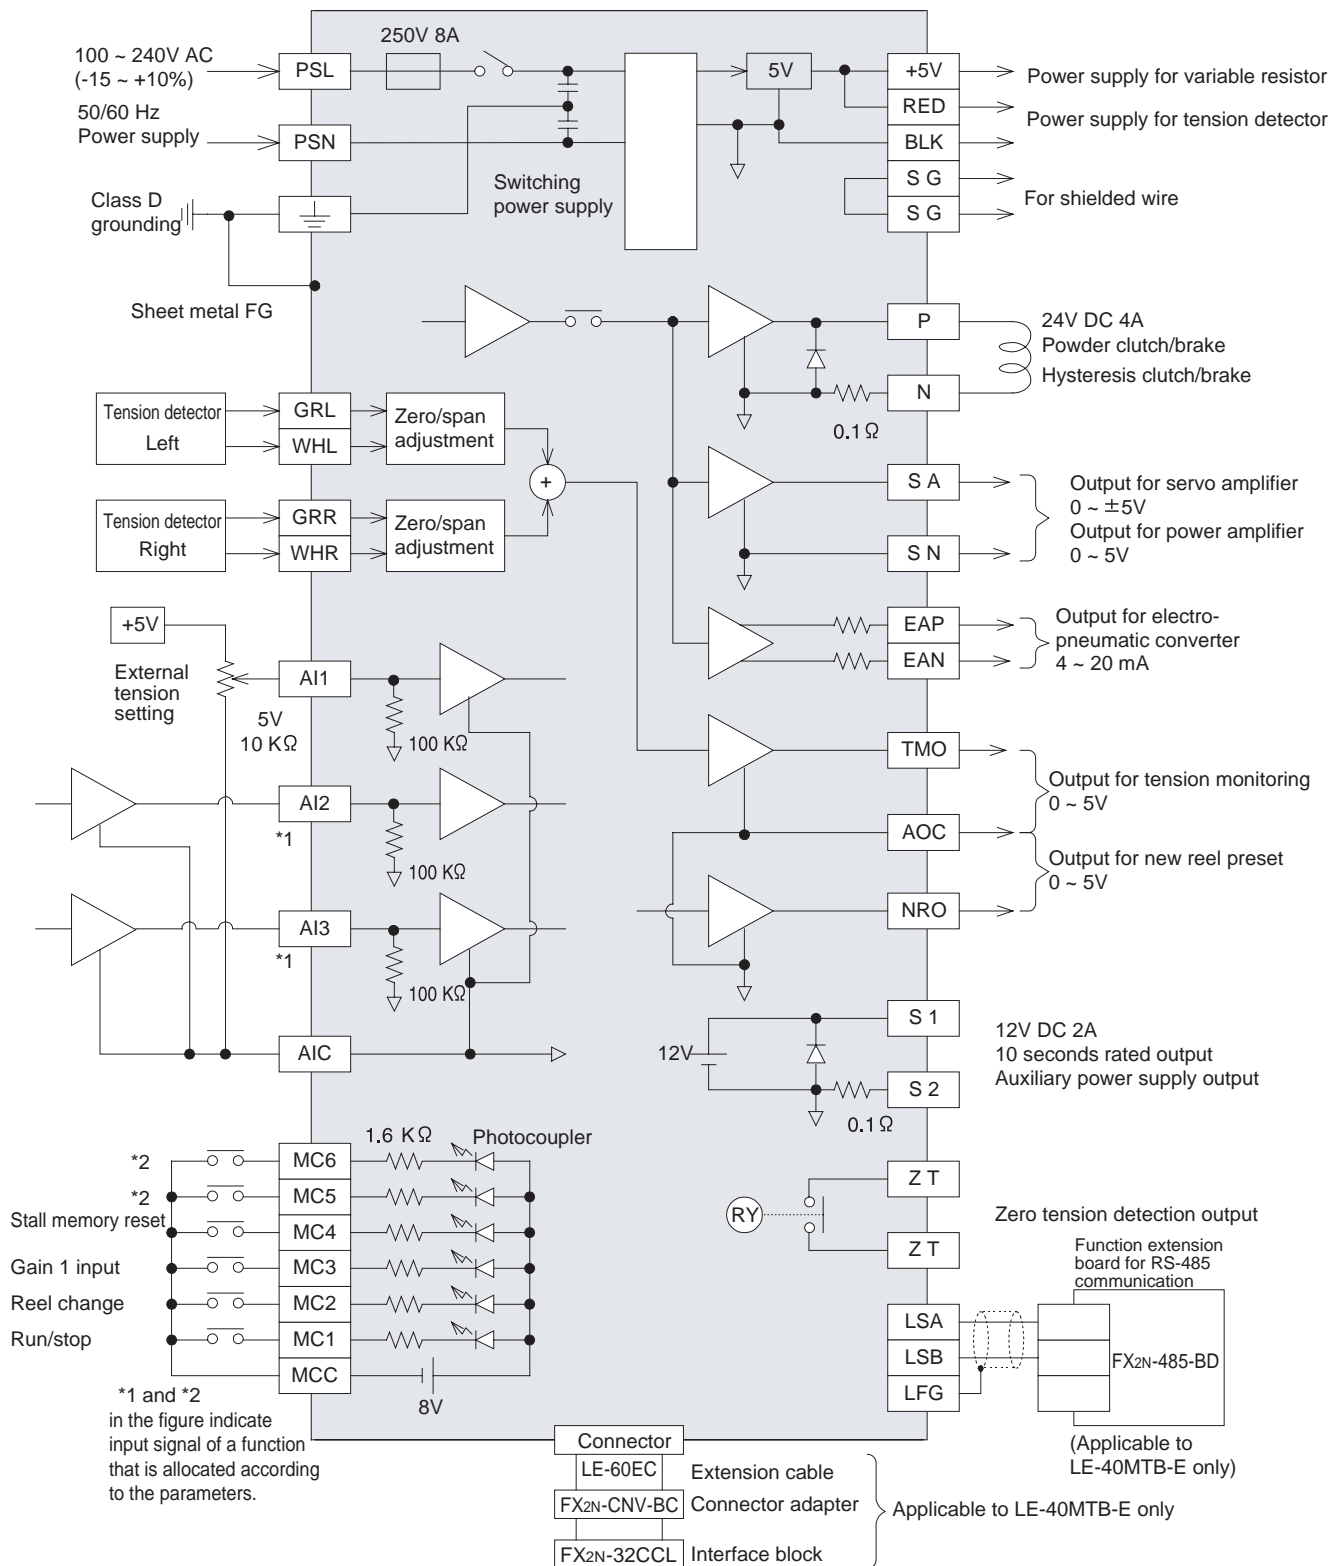 250V 8A
100 ~ 240V AC
(-15 ~ +10%)
50/60 Hz
Power supply
PSL
PSN
Class D
grounding
Sheet metal FG
Switching
power supply
5V
+5V
RED
BLK
S G
S G
Power supply for variable resistor
Power supply for tension detector
For shielded wire
P
N
0.1Ω
24V DC 4A
Powder clutch/brake
Hysteresis clutch/brake
Tension detector
Left
GRL
WHL
Zero/span
adjustment
Tension detector
Right
GRR
WHR
Zero/span
adjustment
+
S A
S N
Output for servo amplifier
0 ~ ±5V
Output for power amplifier
0 ~ 5V
EAP
EAN
Output for electro-
pneumatic converter
4 ~ 20 mA
+5V
External
tension
setting
AI1
5V
10 KΩ
100 KΩ
AI2
*1
100 KΩ
AI3
*1
100 KΩ
AIC
TMO
AOC
NRO
Output for tension monitoring
0 ~ 5V
Output for new reel preset
0 ~ 5V
12V
S 1
S 2
0.1Ω
12V DC 2A
10 seconds rated output
Auxiliary power supply output
1.6 KΩ
Photocoupler
*2
MC6
*2
MC5
Stall memory reset
MC4
Gain 1 input
MC3
Reel change
MC2
Run/stop
MC1
MCC
8V
*1 and *2
in the figure indicate
input signal of a function
that is allocated according
to the parameters.
RY
Z T
Z T
Zero tension detection output
Function extension
board for RS-485
communication
LSA
LSB
LFG
FX2N-485-BD
(Applicable to
LE-40MTB-E only)
Connector
LE-60EC
Extension cable
FX2N-CNV-BC
Connector adapter
FX2N-32CCL
Interface block
Applicable to LE-40MTB-E only